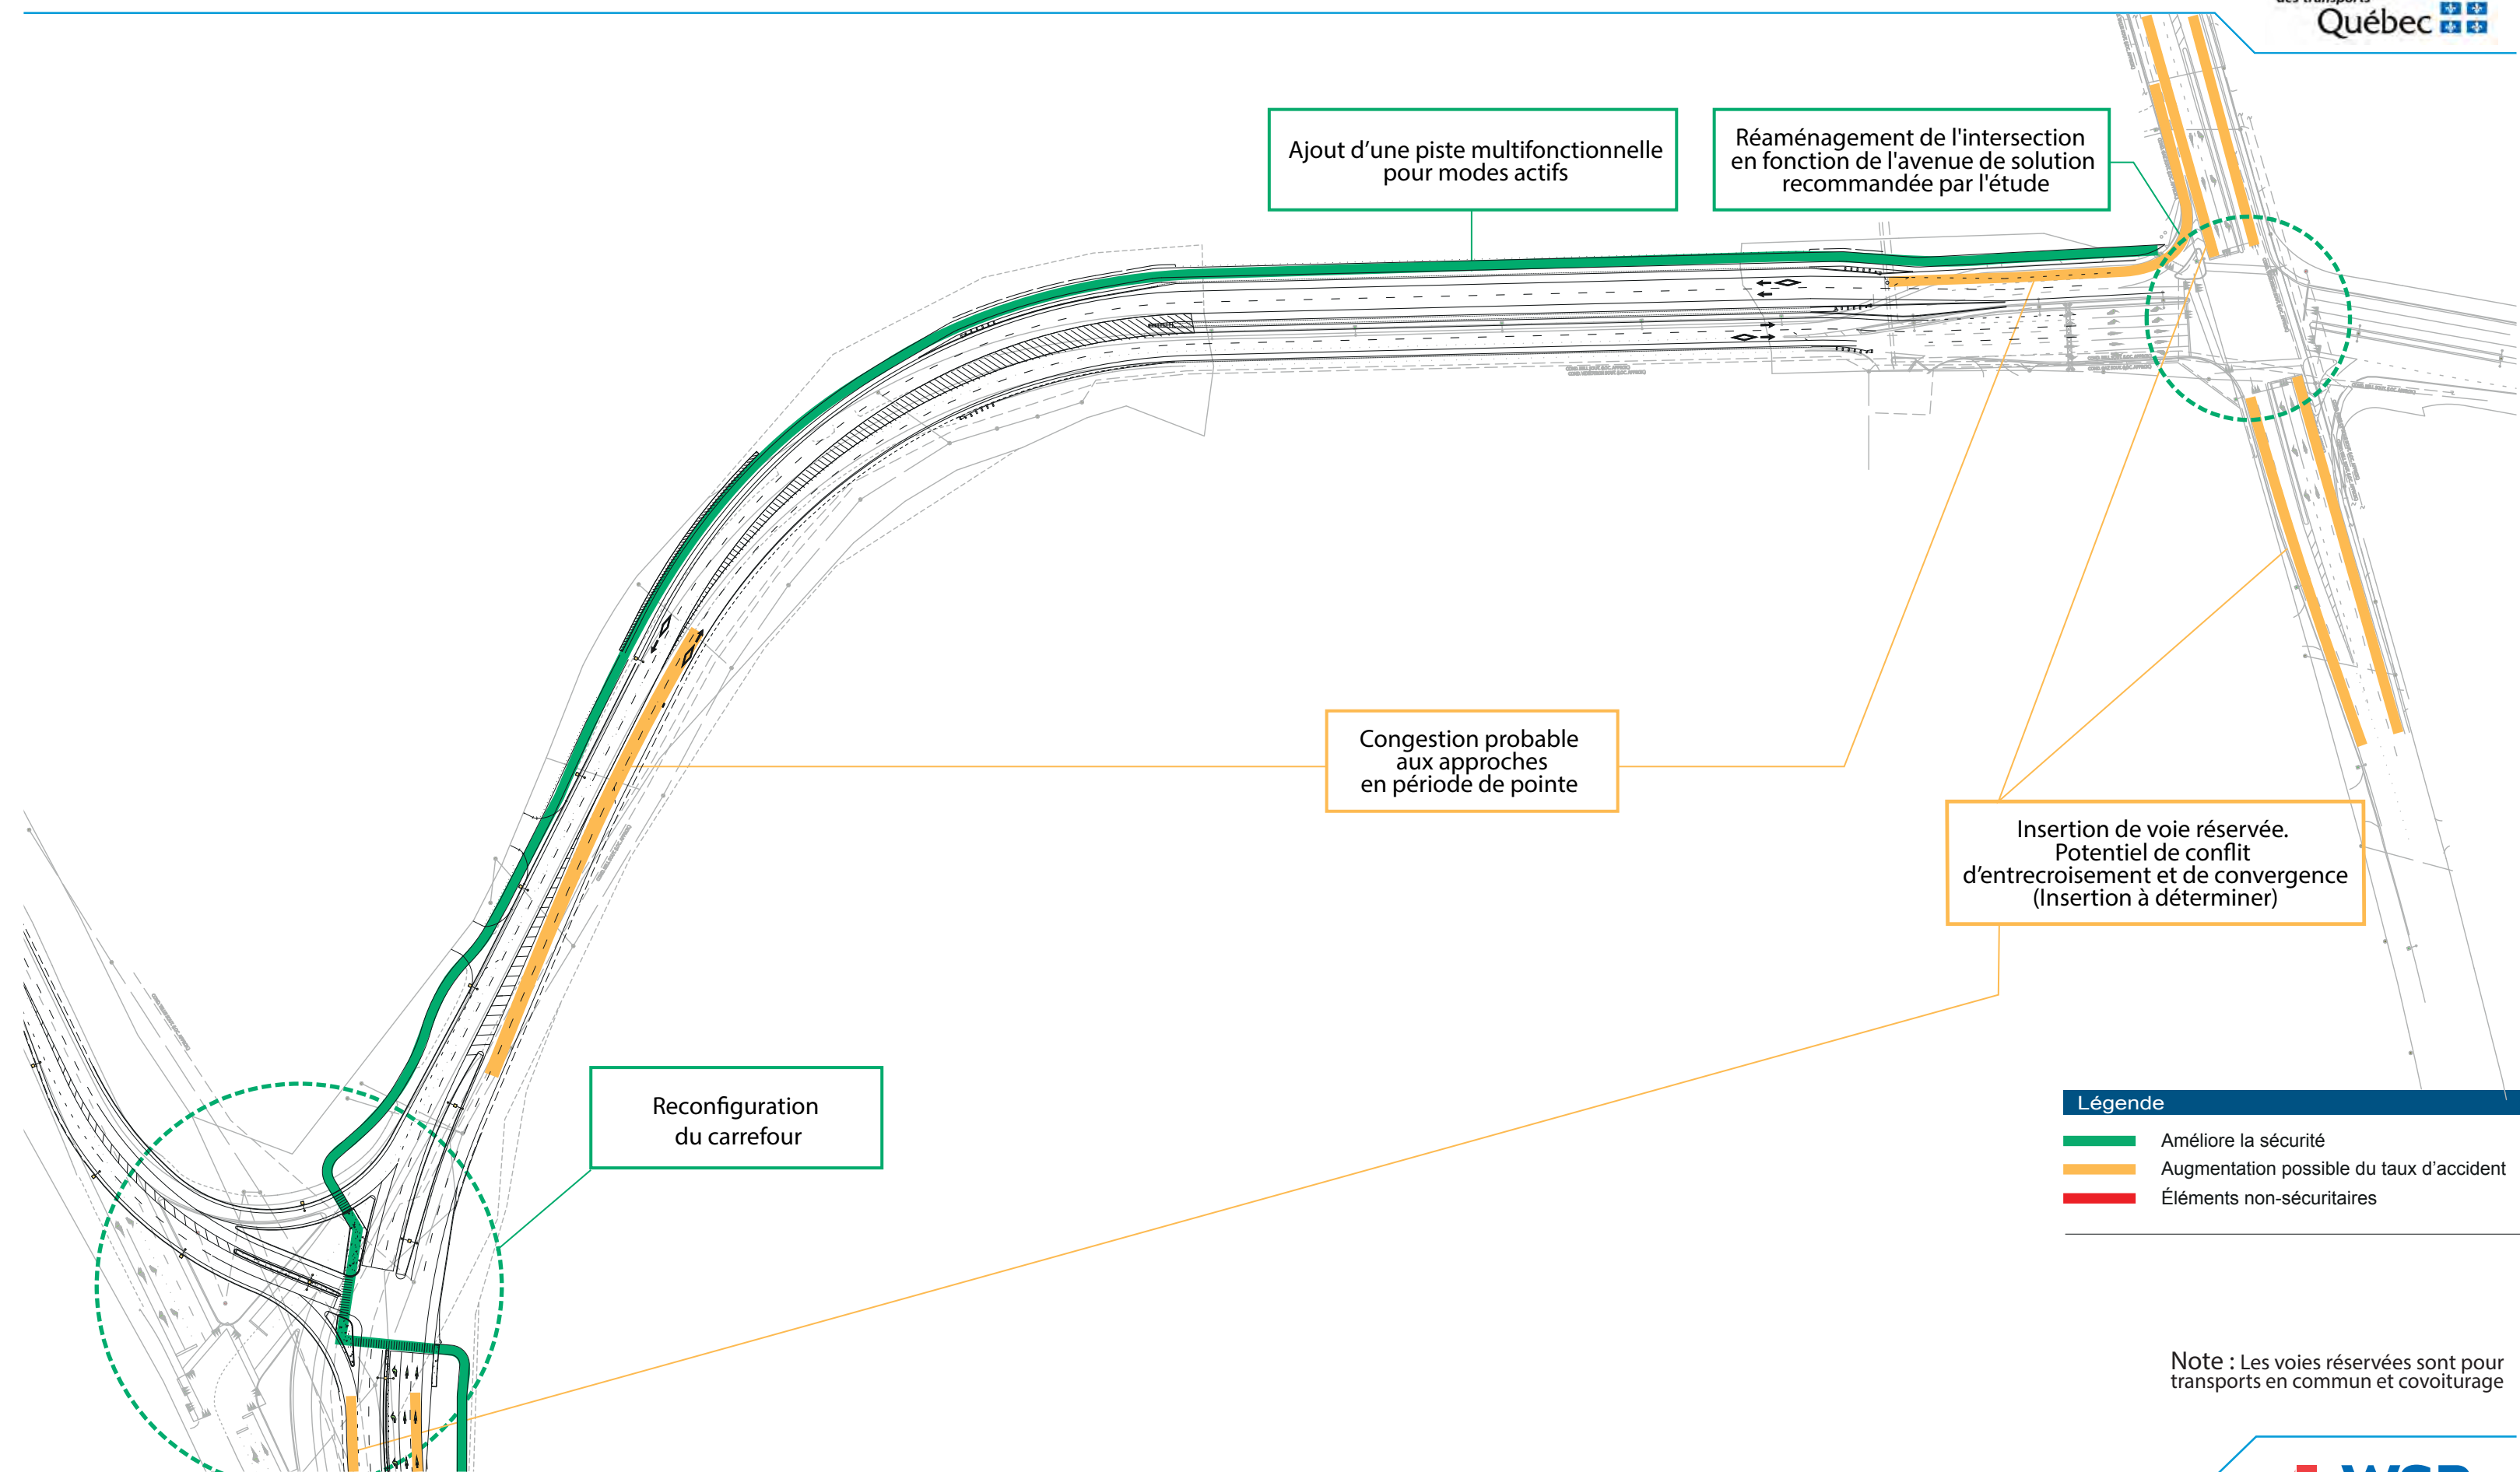 des transports
Québec
Ajout d’une piste multifonctionnelle
pour modes actifs
Réaménagement de l'intersection
en fonction de l'avenue de solution
recommandée par l'étude
Congestion probable
aux approches
en période de pointe
Insertion de voie réservée.
Potentiel de conflit
d’entrecroisement et de convergence
(Insertion à déterminer)
Reconfiguration
du carrefour
Légende
Améliore la sécurité
Augmentation possible du taux d’accident
Éléments non-sécuritaires
Note : Les voies réservées sont pour
transports en commun et covoiturage
WSP